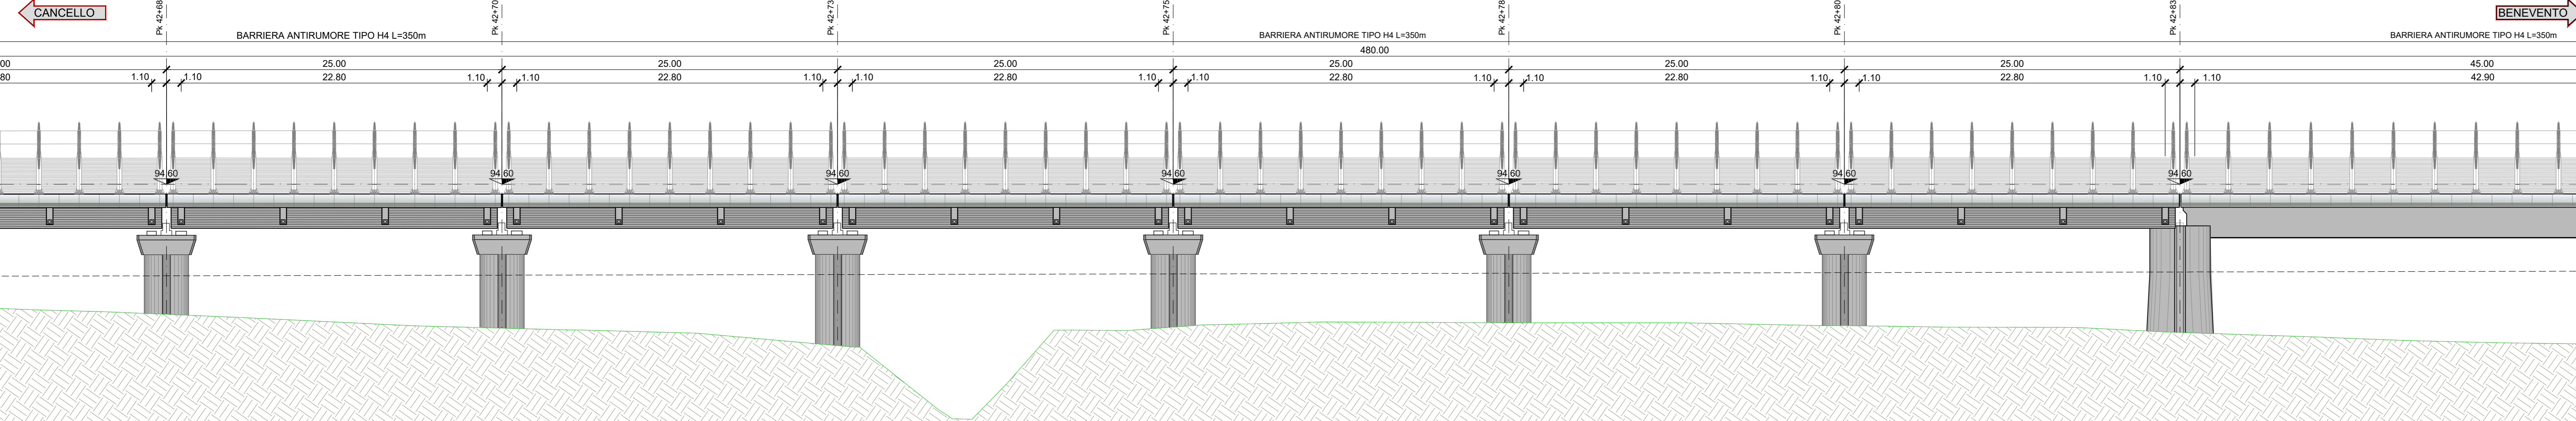 CANCELLO
Pk 42+68
Pk 42+70
Pk 42+73
Pk 42+75
Pk 42+78
Pk 42+80
Pk 42+83
BENEVENTO
BARRIERA ANTIRUMORE TIPO H4 L=350m
BARRIERA ANTIRUMORE TIPO H4 L=350m
BARRIERA ANTIRUMORE TIPO H4 L=350m
480.00
00 25.00 25.00 25.00 25.00 25.00 25.00 45.00
80 1.10 1.10 22.80 1.10 1.10 22.80 1.10 1.10 22.80 1.10 1.10 22.80 1.10 1.10 22.80 1.10 1.10 22.80 1.10 1.10 42.90
94 60 94 60 94 60 94 60 94 60 94 60 94 60